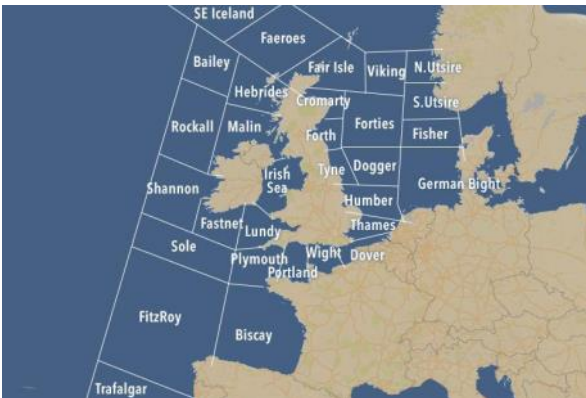 SE Iceland
Faeroes
Bailey
Fair Isle
Viking
N.Utsire
Hebrides
Cromarty
S.Utsire
Rockall
Malin
Forth
Forties
Fisher
Tyne
Dogger
Irish
Sea
Shannon
German Bight
Humber
Fastnet
Lundy
Thames
Sole
Plymouth
Wight
Dover
Portland
FitzRoy
Biscay
Trafalgar